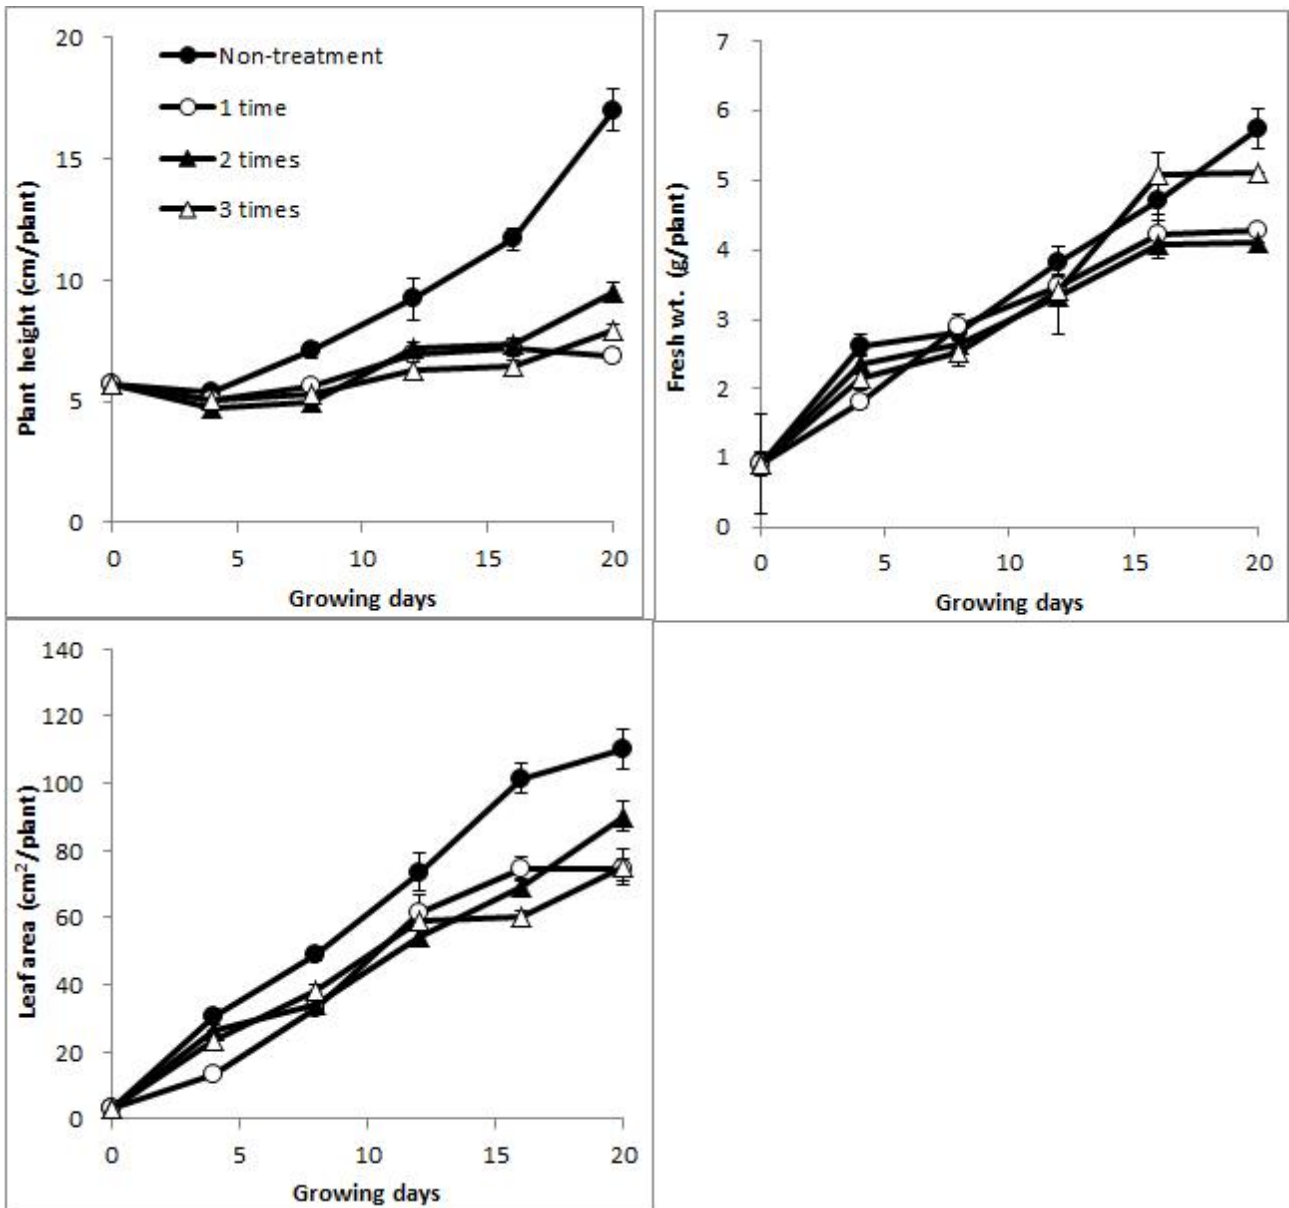 20
15
10
5
0
Plant height (cm/plant)
Non-treatment
1 time
2 times
3 times
0 5 10 15 20
Growing days
7
6
5
4
3
2
1
0
Fresh wt. (g/plant)
0 5 10 15 20
Growing days
140
120
100
80
60
40
20
0
Leaf area (cm²/plant)
0 5 10 15 20
Growing days